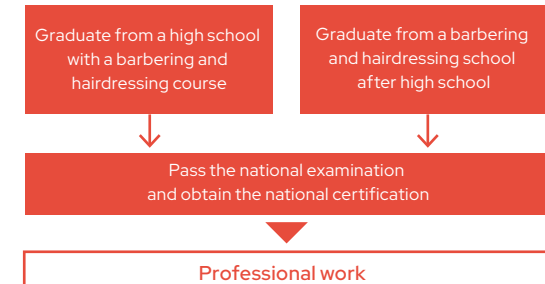 Graduate from a high school
with a barbering and
hairdressing course
Graduate from a barbering
and hairdressing school
after high school
Pass the national examination
and obtain the national certification
Professional work